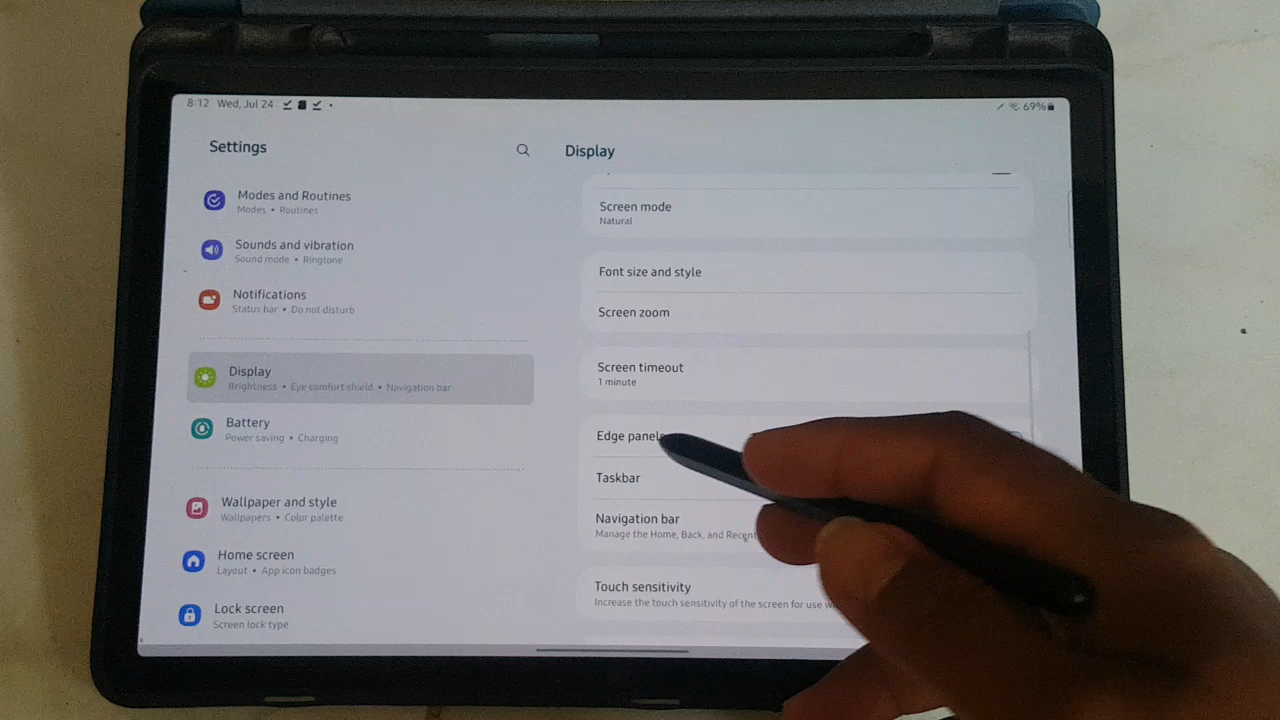 8:12 Wed, Jul 24
69%
Settings
Modes and Routines
Modes • Routines
Sounds and vibration
Sound mode • Ringtone
Notifications
Status bar • Do not disturb
Display
Brightness • Eye comfort shield • Navigation bar
Battery
Power saving • Charging
Wallpaper and style
Wallpapers • Color palette
Home screen
Layout • App icon badges
Lock screen
Screen lock type
Display
Screen mode
Natural
Font size and style
Screen zoom
Screen timeout
1 minute
Edge panels
Taskbar
Navigation bar
Manage the Home, Back, and Recent
Touch sensitivity
Increase the touch sensitivity of the screen for use